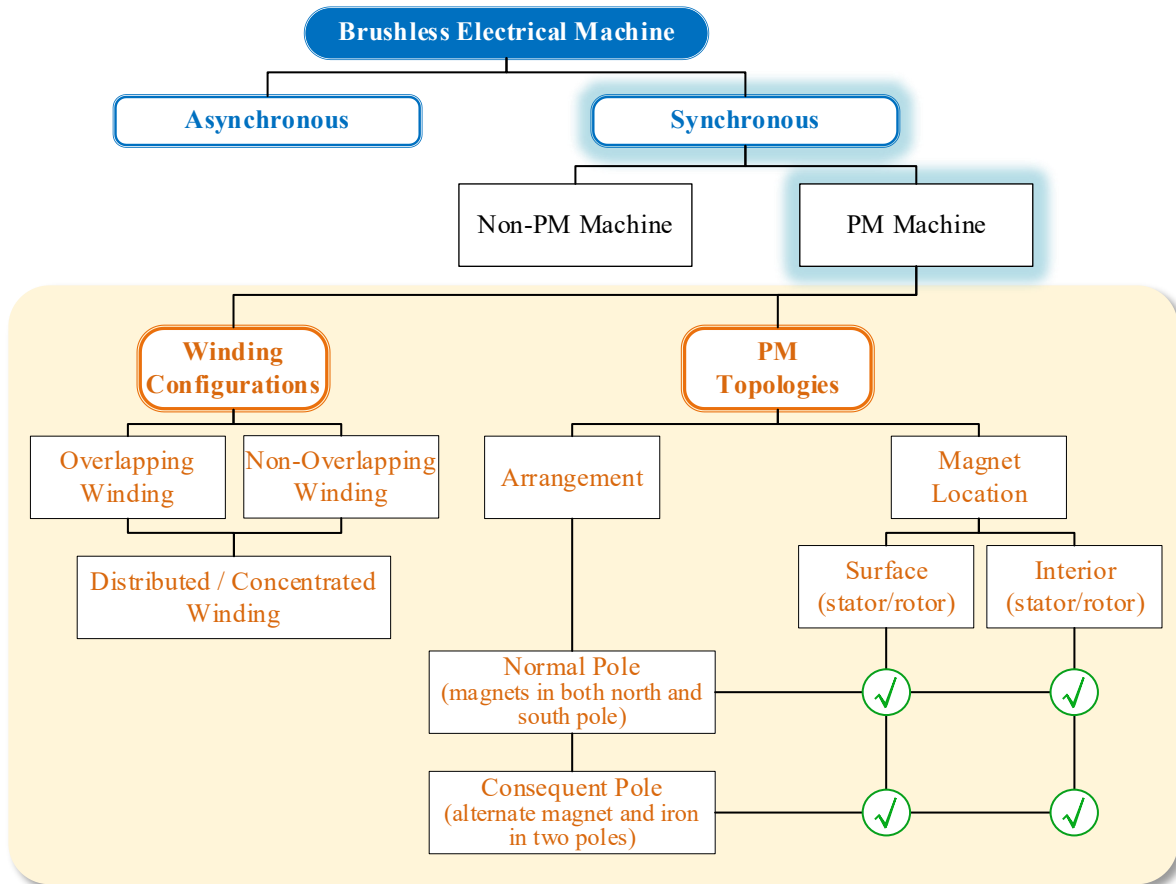 Brushless Electrical Machine
Asynchronous
Synchronous
Non-PM Machine
PM Machine
Winding
Configurations
PM
Topologies
Overlapping
Winding
Non-Overlapping
Winding
Arrangement
Magnet
Location
Distributed / Concentrated
Winding
Surface
(stator/rotor)
Interior
(stator/rotor)
Normal Pole
(magnets in both north and
south pole)
Consequent Pole
(alternate magnet and iron
in two poles)